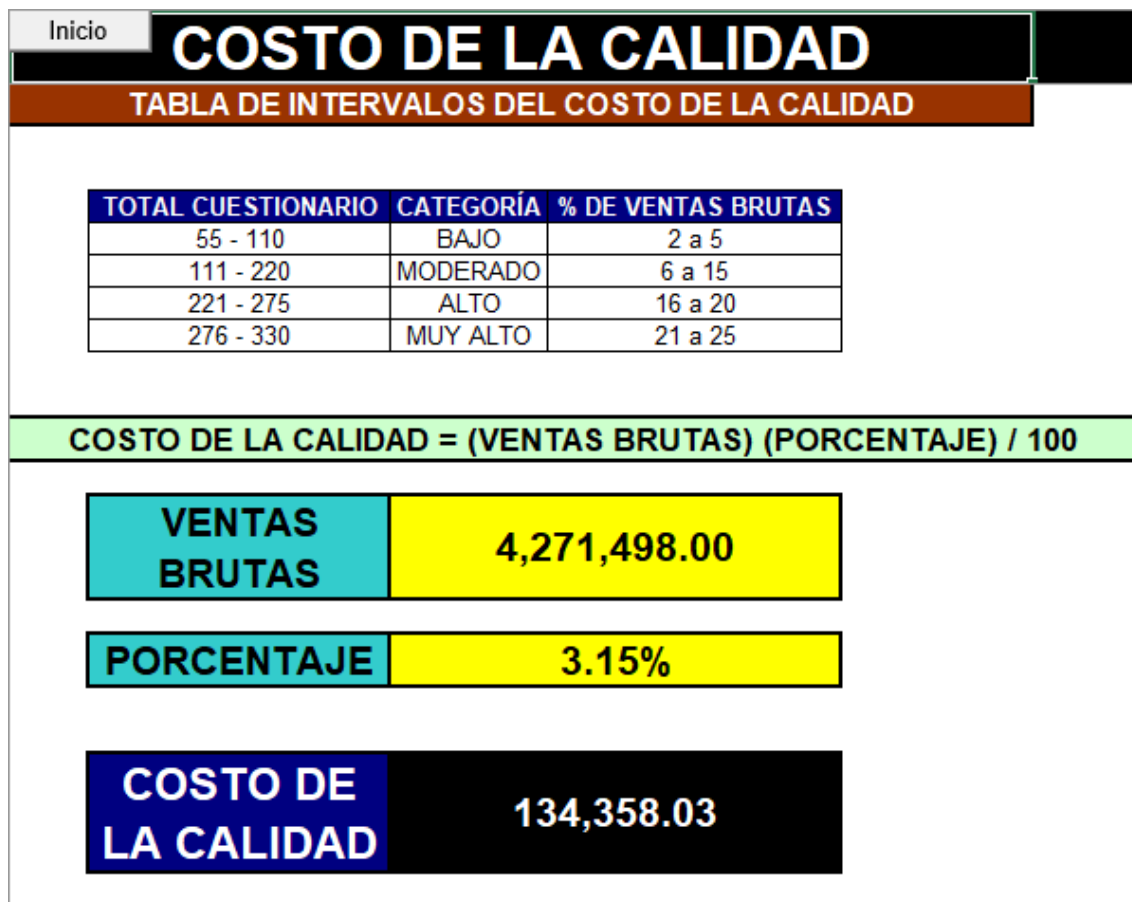 Inicio
COSTO DE LA CALIDAD
TABLA DE INTERVALOS DEL COSTO DE LA CALIDAD
TOTAL CUESTIONARIO CATEGORÍA % DE VENTAS BRUTAS
55 - 110 BAJO 2 a 5
111 - 220 MODERADO 6 a 15
221 - 275 ALTO 16 a 20
276 - 330 MUY ALTO 21 a 25
COSTO DE LA CALIDAD = (VENTAS BRUTAS) (PORCENTAJE) / 100
VENTAS
BRUTAS
4,271,498.00
PORCENTAJE 3.15%
COSTO DE
LA CALIDAD
134,358.03